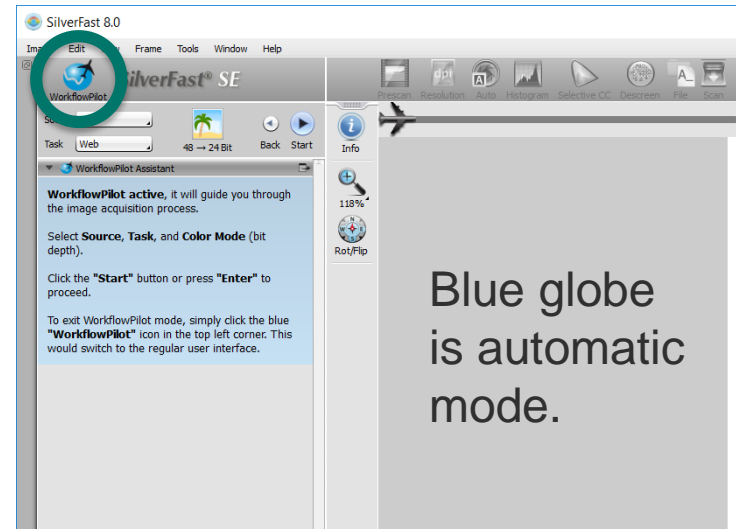 SilverFast 8.0
Edit
Frame Tools Window Help
WorkflowPilot
SilverFast® SE
Prescan Resolution Auto Histogram Selective CC Descreen File Scan
dpi
A
A_
Task Web
48 → 24 Bit
Back Start
Info
118%
Rot/Flip
WorkflowPilot Assistant
WorkflowPilot active, it will guide you through
the image acquisition process.
Select Source, Task, and Color Mode (bit
depth).
Click the "Start" button or press "Enter" to
proceed.
To exit WorkflowPilot mode, simply click the blue
"WorkflowPilot" icon in the top left corner. This
would switch to the regular user interface.
Blue globe
is automatic
mode.